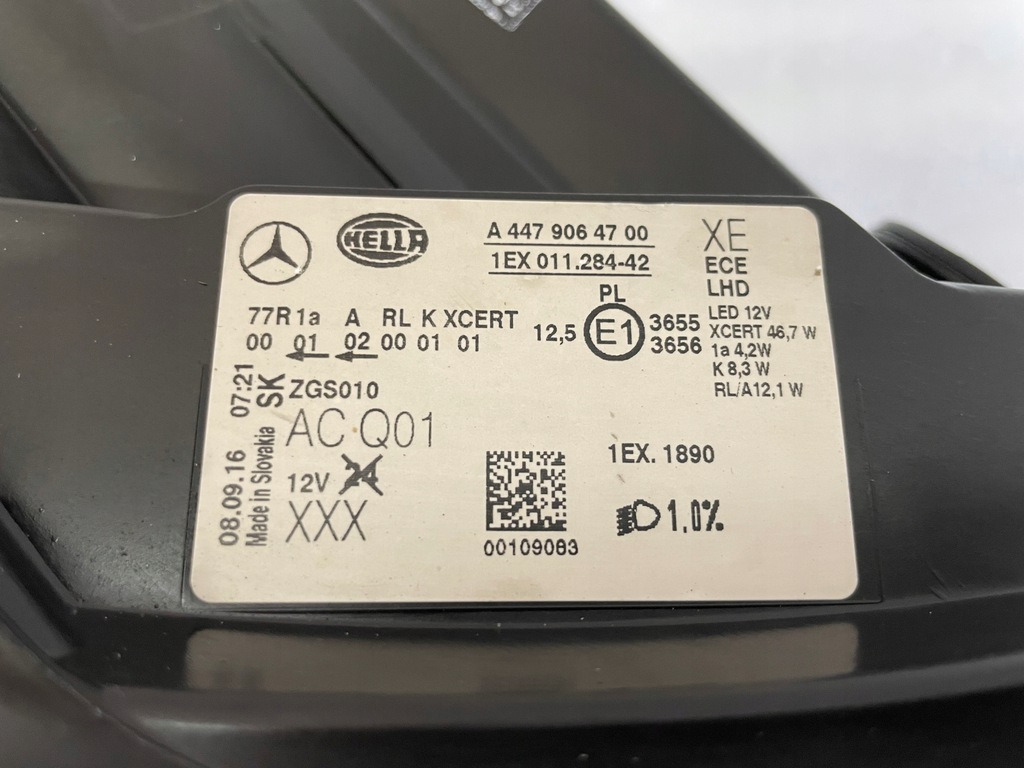 HELLA
A 447 906 47 00
1EX 011.284-42
XE
ECE
LHD
LED 12V
XCERT 46,7 W
1a 4,2W
K 8,3 W
RL/A12,1 W
PL
12,5 E1 3655
3656
77R 1a A RL K XCERT
00 01 02 00 01 01
ZGS010
AC Q01
12V 24
XXX
08.09.16 07:21
Made in Slovakia SK
00109083
1EX. 1890
1,0%